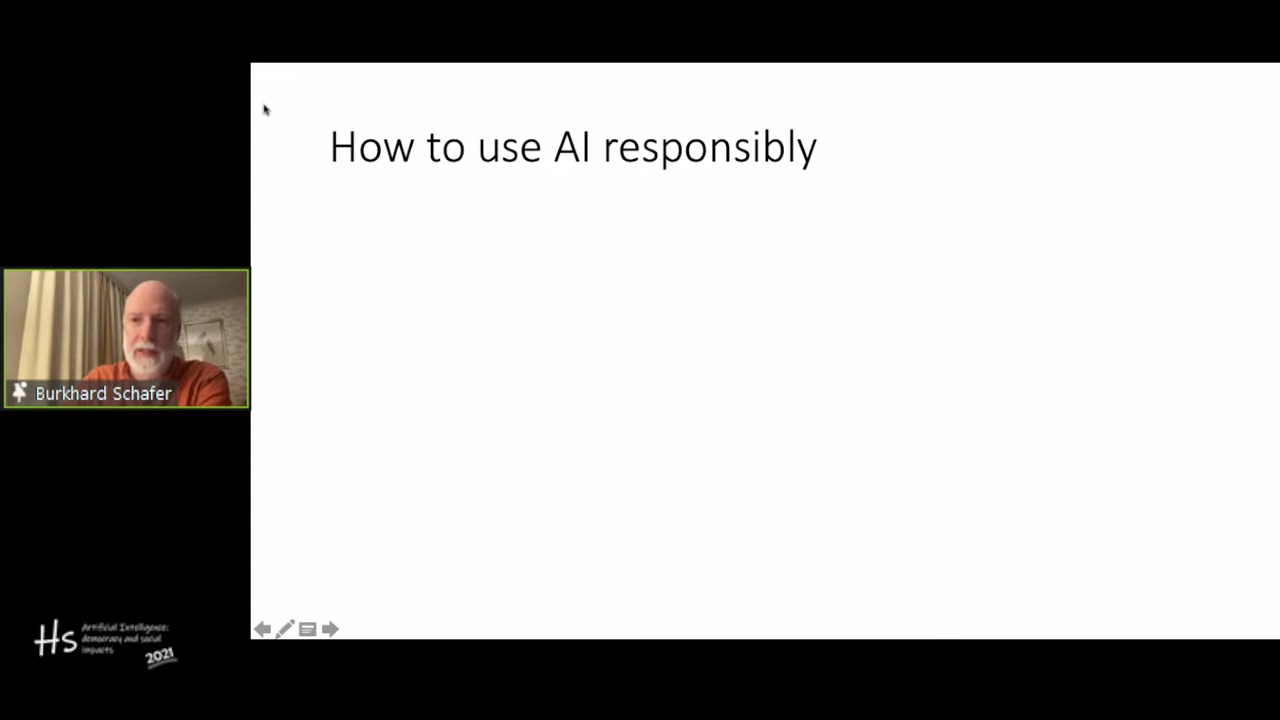 How to use AI responsibly
Burkhard Schafer
Hs
Artificial Intelligence:
democracy and social
impacts
2021